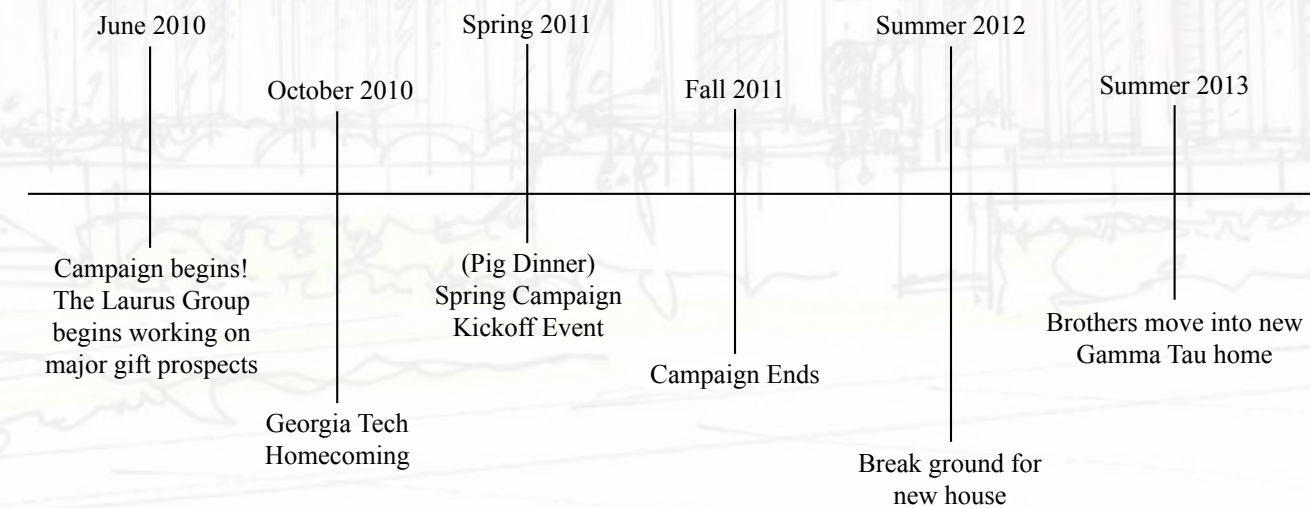 June 2010
Campaign begins!
The Laurus Group
begins working on
major gift prospects
October 2010
Georgia Tech
Homecoming
Spring 2011
(Pig Dinner)
Spring Campaign
Kickoff Event
Fall 2011
Campaign Ends
Summer 2012
Break ground for
new house
Summer 2013
Brothers move into new
Gamma Tau home